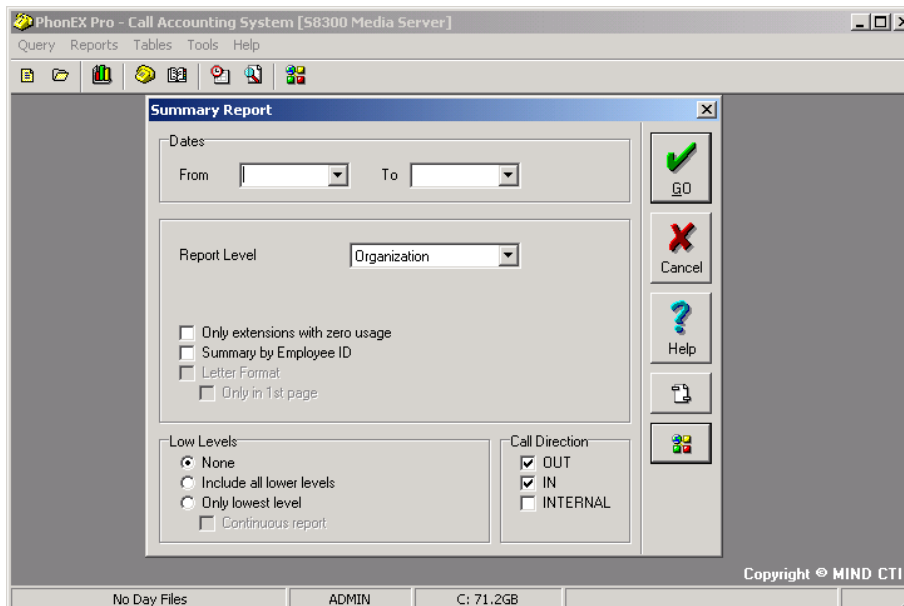 PhonEX Pro - Call Accounting System [S8300 Media Server]
Query Reports Tables Tools Help
Summary Report
Dates
From To
GO
Report Level Organization
Cancel
Only extensions with zero usage
Summary by Employee ID
Help
Letter Format
Only in 1st page
Low Levels Call Direction
None OUT
Include all lower levels IN
Only lowest level INTERNAL
Continuous report
Copyright © MIND CTI
No Day Files ADMIN C: 71.2GB